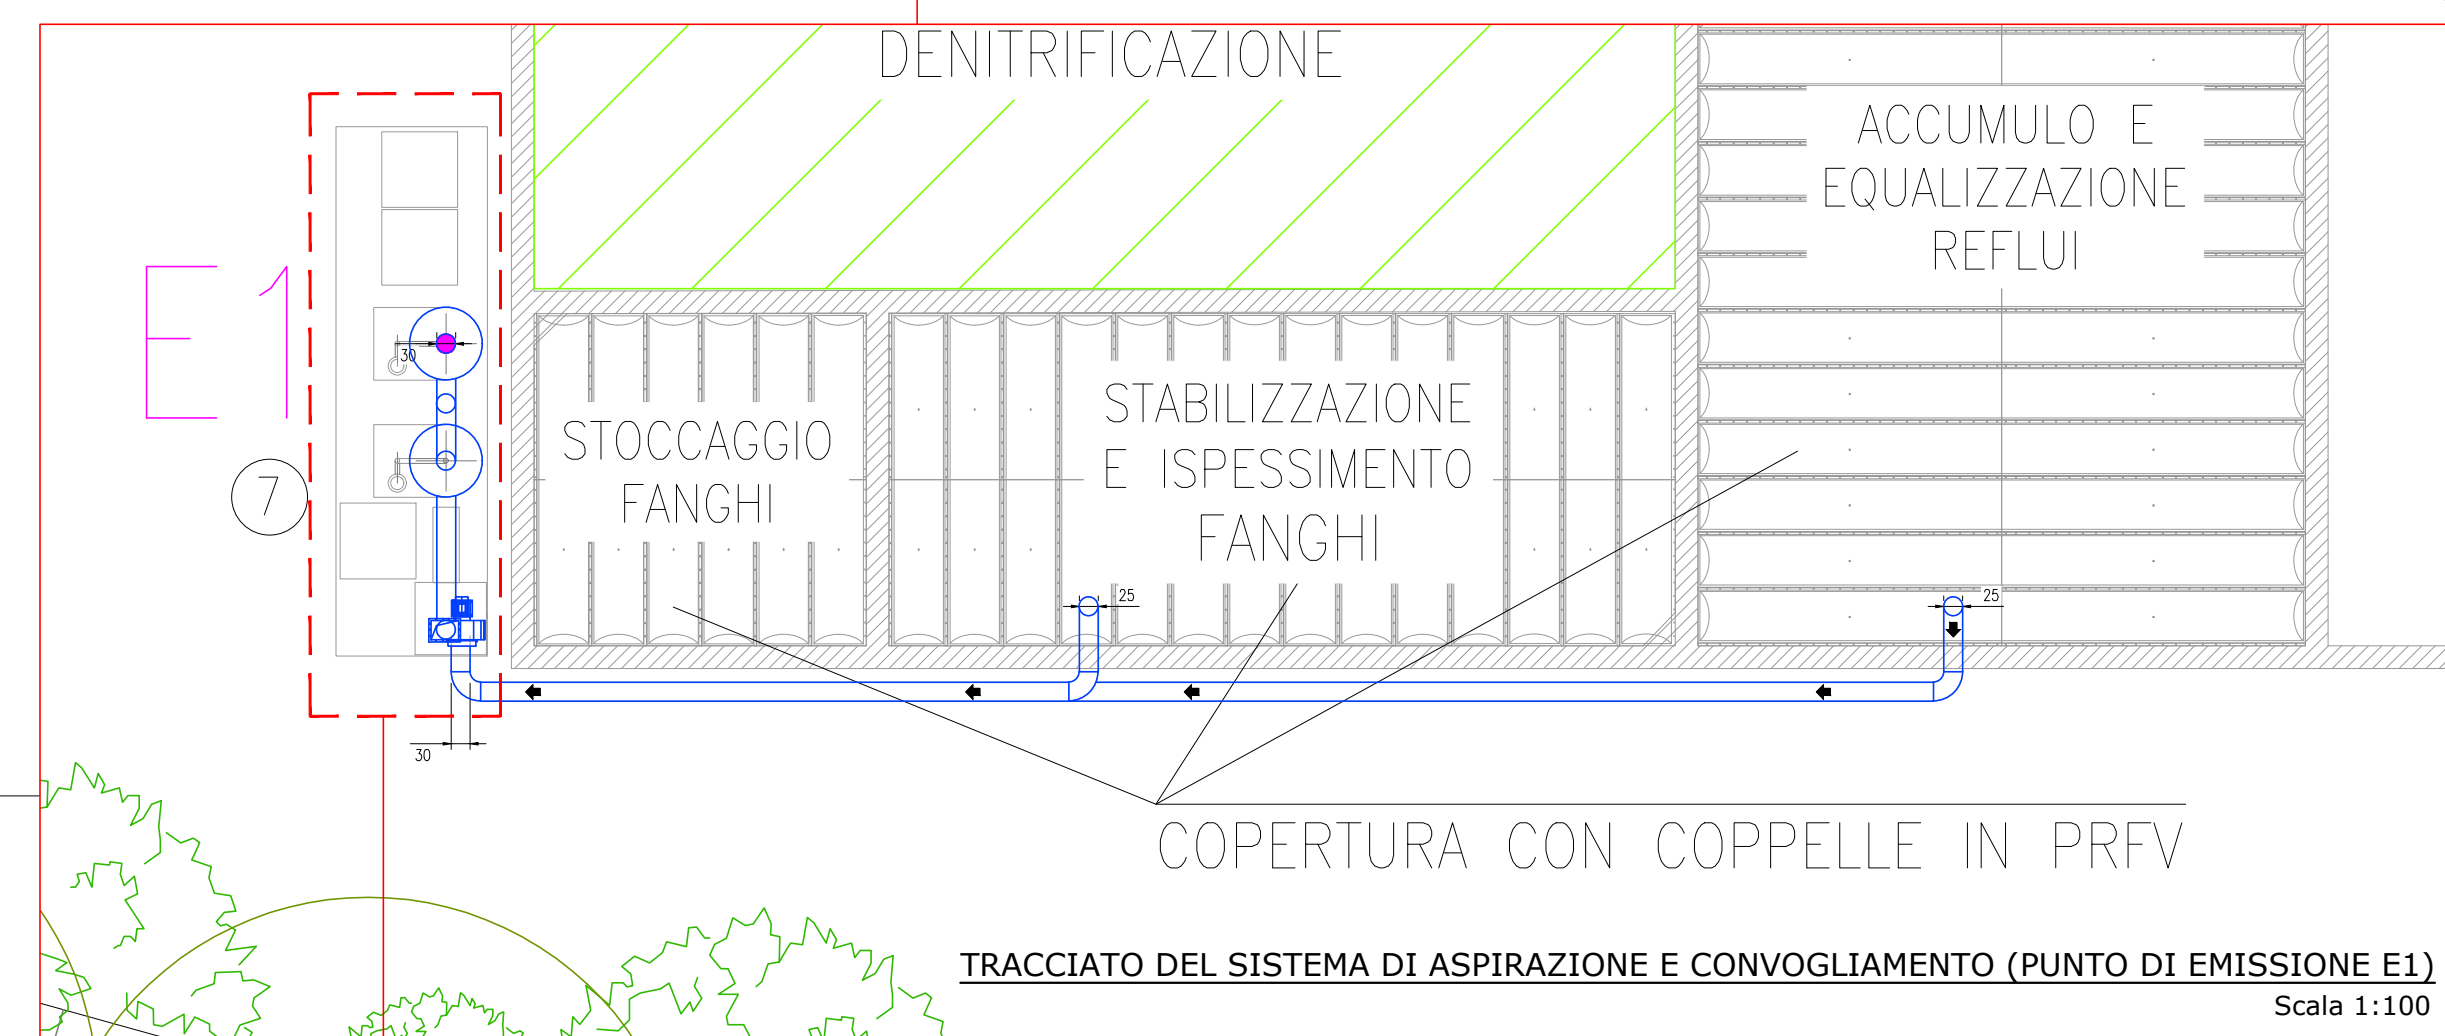 DENITRIFICAZIONE
ACCUMULO E
EQUALIZZAZIONE
REFLUI
E1
30
STOCCAGGIO
FANGHI
STABILIZZAZIONE
E ISPESSIMENTO
FANGHI
7
25
25
30
COPERTURA CON COPPELLE IN PRFV
TRACCIATO DEL SISTEMA DI ASPIRAZIONE E CONVOGLIAMENTO (PUNTO DI EMISSIONE E1)
Scala 1:100